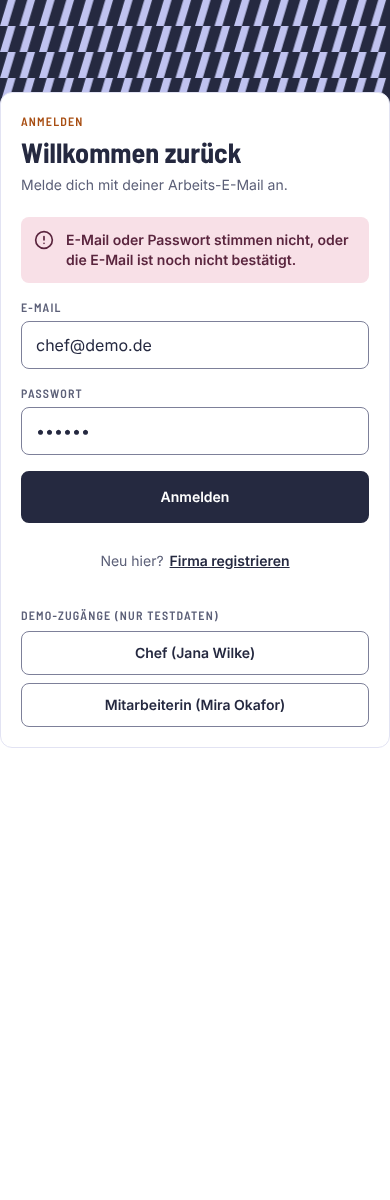 ANMELDEN
Willkommen zurück
Melde dich mit deiner Arbeits-E-Mail an.
E-Mail oder Passwort stimmen nicht, oder
die E-Mail ist noch nicht bestätigt.
E-MAIL
chef@demo.de
PASSWORT
••••••
Anmelden
Neu hier? Firma registrieren
DEMO-ZUGÄNGE (NUR TESTDATEN)
Chef (Jana Wilke)
Mitarbeiterin (Mira Okafor)